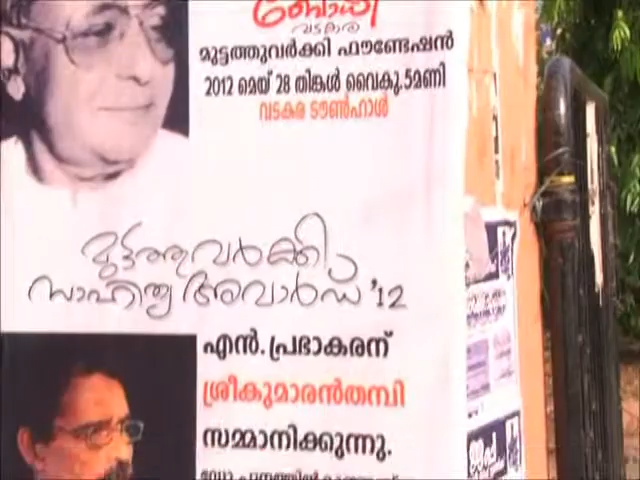 ബോധി
വടകര
മുട്ടത്തുവർക്കി ഫൗണ്ടേഷൻ
2012 മെയ് 28 തിങ്കൾ വൈകു.5മണി
വടകര ടൗൺഹാൾ
മുട്ടത്തുവർക്കി
സാഹിത്യ അവാർഡ് '12
എൻ.പ്രഭാകരന്
ശ്രീകുമാരൻതമ്പി
സമ്മാനിക്കുന്നു.